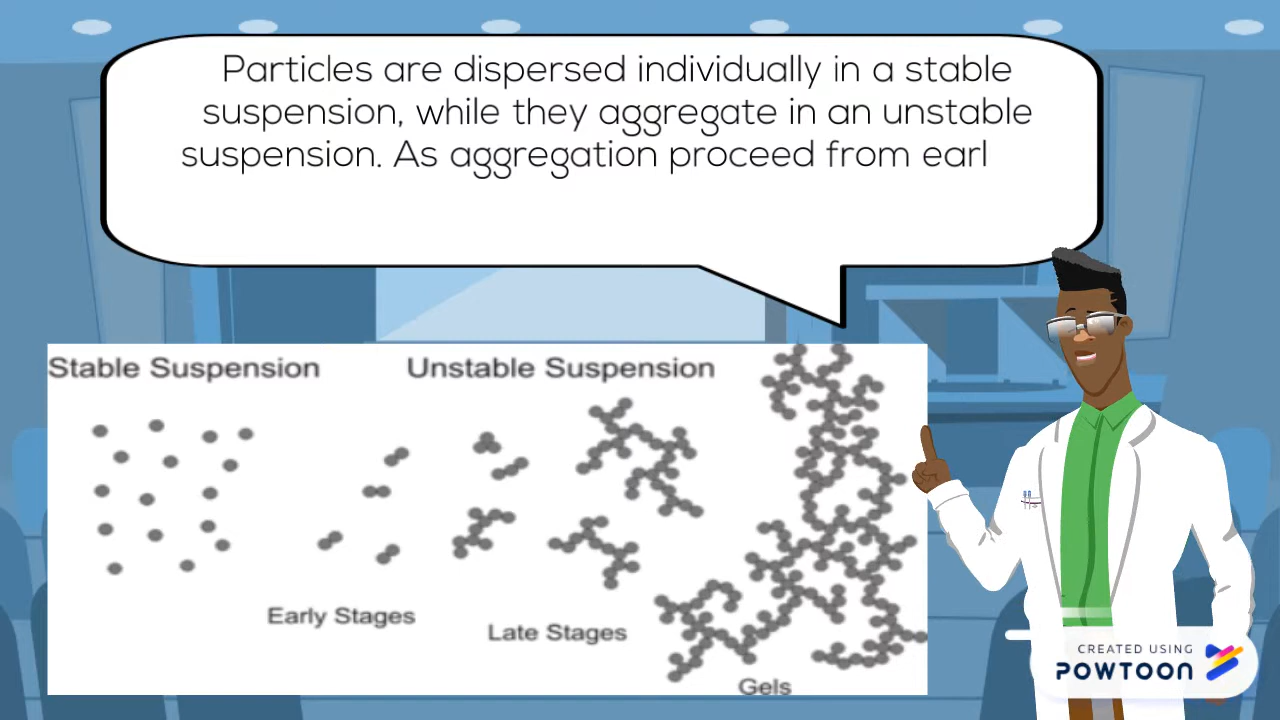 Particles are dispersed individually in a stable
suspension, while they aggregate in an unstable
suspension. As aggregation proceed from earl
Stable Suspension
Unstable Suspension
Early Stages
Late Stages
Gels
CREATED USING
POWTOON